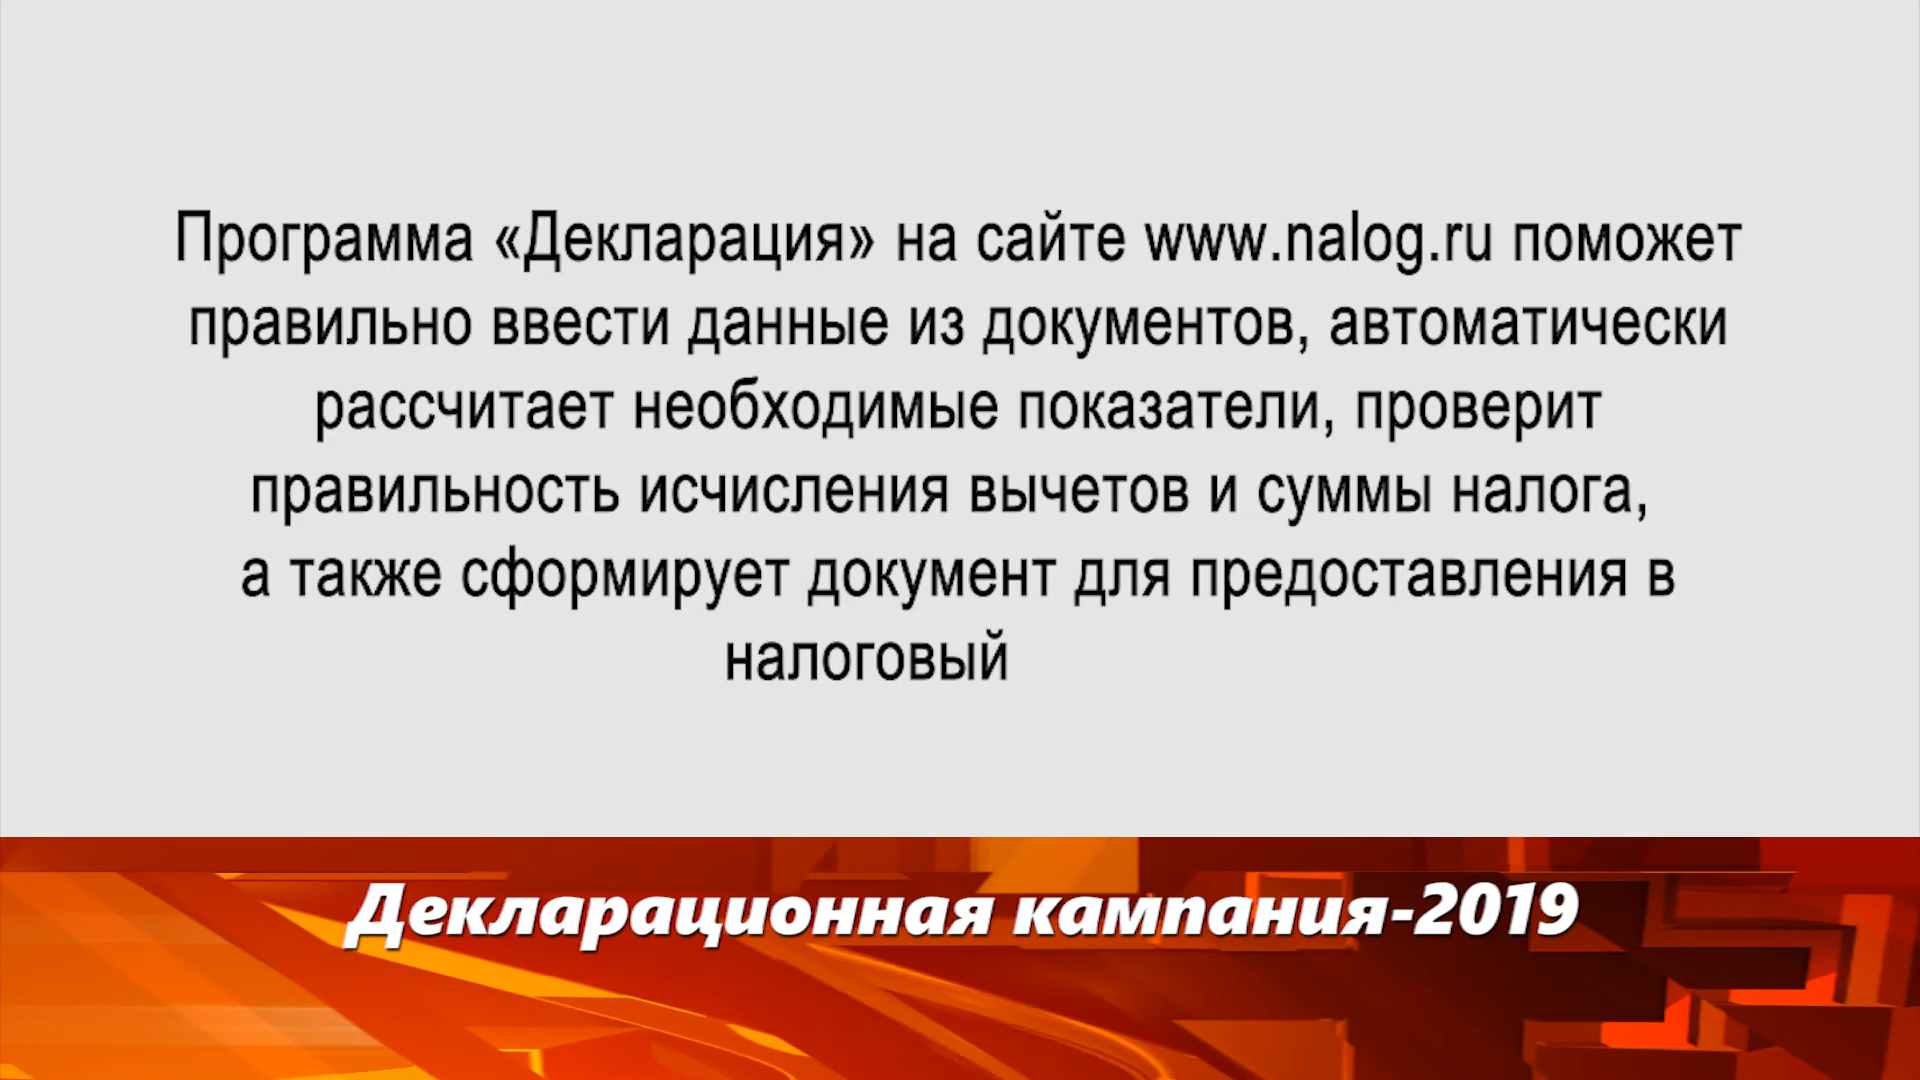 Программа «Декларация» на сайте www.nalog.ru поможет
правильно ввести данные из документов, автоматически
рассчитает необходимые показатели, проверит
правильность исчисления вычетов и суммы налога,
а также сформирует документ для предоставления в
налоговый
Декларационная кампания-2019